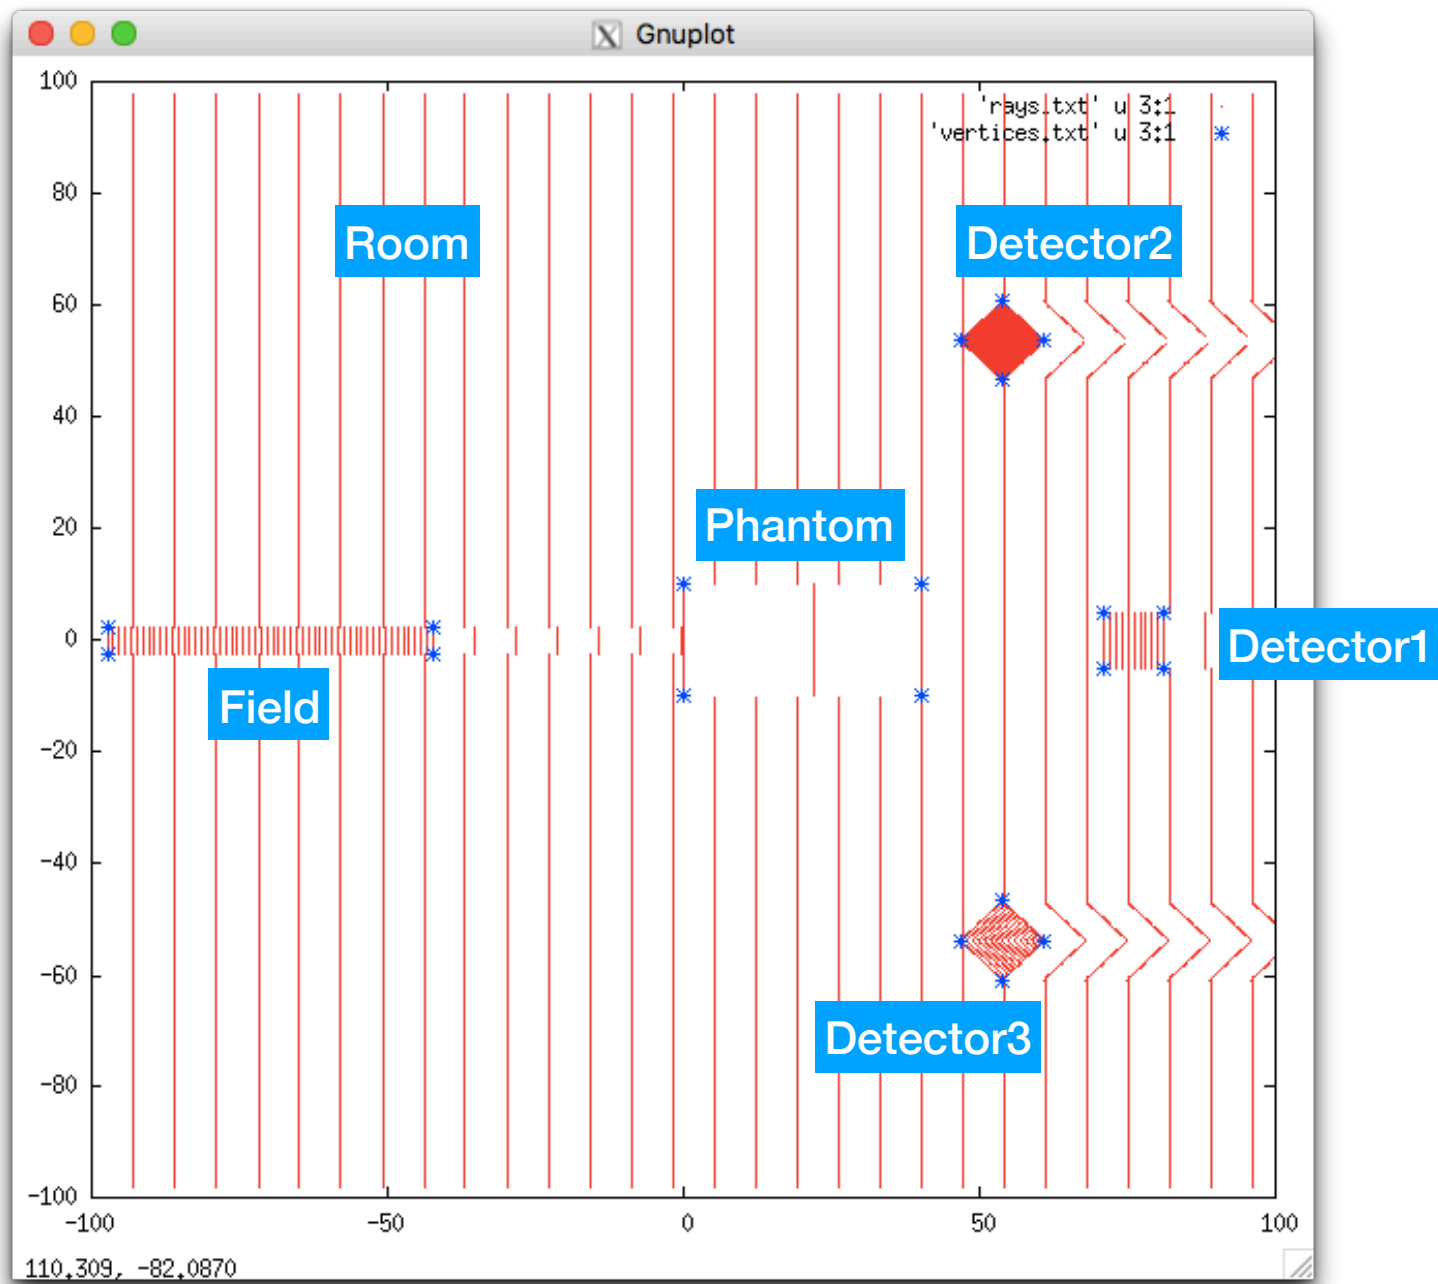 Gnuplot
100
'rays.txt' u 3:1
'vertices.txt' u 3:1
80
Room
Detector2
60
40
Phantom
20
0
Detector1
Field
-20
-40
-60
Detector3
-80
-100
-100 -50 0 50 100
110.309, -82.0870